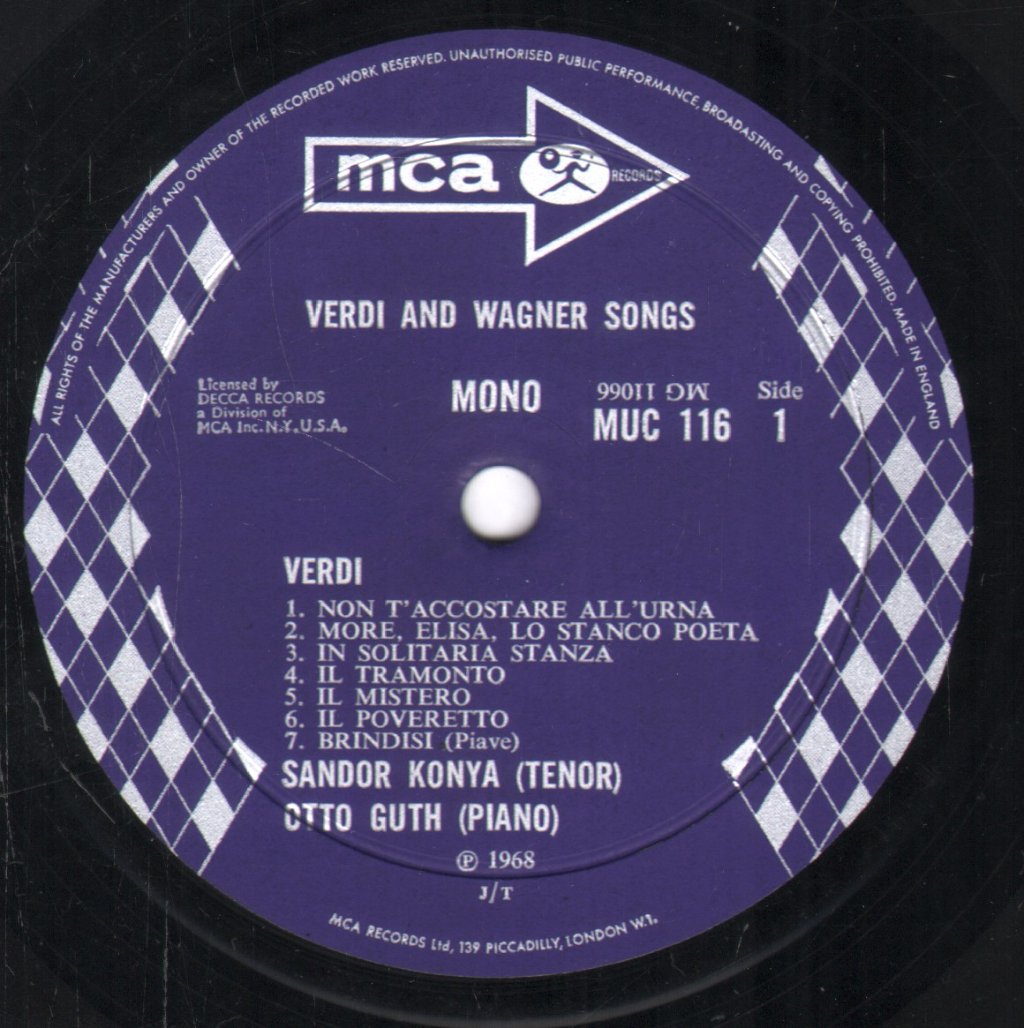 ALL RIGHTS OF THE MANUFACTURERS AND OWNER OF THE RECORDED WORK RESERVED. UNAUTHORISED PUBLIC PERFORMANCE, BROADASTING AND COPYING PROHIBITED. MADE IN ENGLAND
mca RECORDS
VERDI AND WAGNER SONGS
Licensed by
DECCA RECORDS
a Division of
MCA Inc. N.Y. U.S.A.
MONO
MG 11066
MUC 116
Side
1
VERDI
1. NON T'ACCOSTARE ALL'URNA
2. MORE, ELISA, LO STANCO POETA
3. IN SOLITARIA STANZA
4. IL TRAMONTO
5. IL MISTERO
6. IL POVERETTO
7. BRINDISI (Piave)
SANDOR KONYA (TENOR)
OTTO GUTH (PIANO)
℗ 1968
J/T
MCA RECORDS Ltd, 139 PICCADILLY, LONDON W.1.